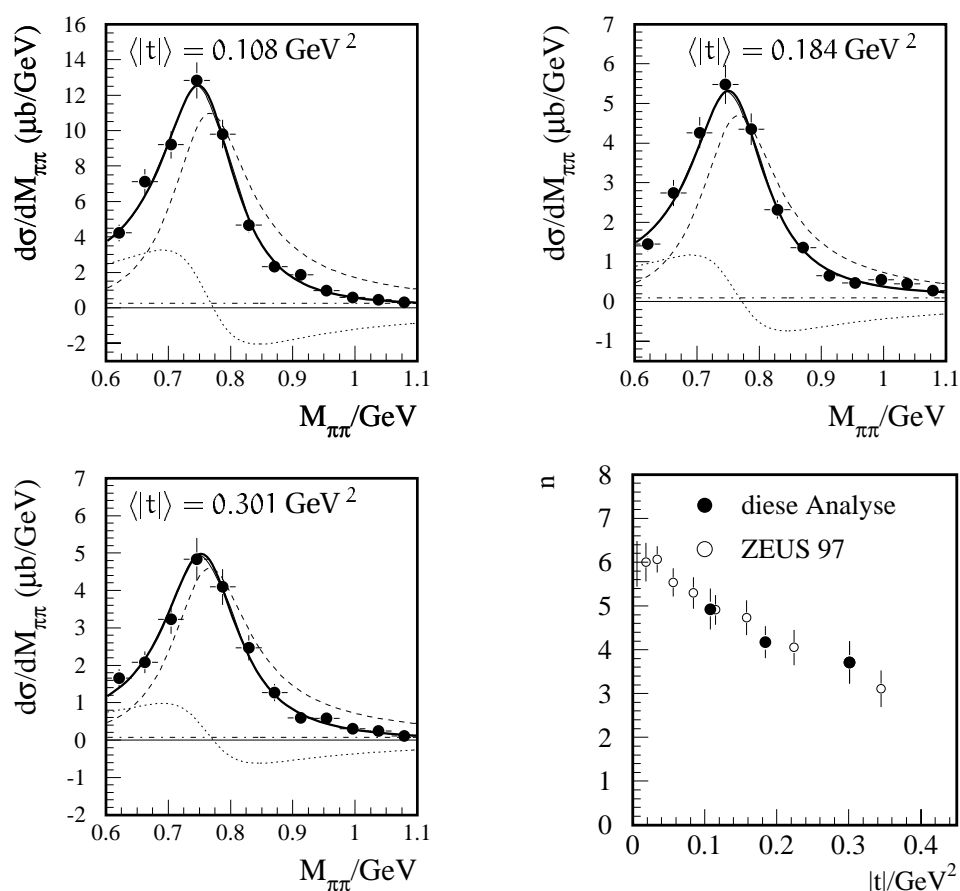 ⟨|t|⟩ = 0.108 GeV²
dσ/dM_ππ (μb/GeV)
16
14
12
10
8
6
4
2
0
-2
0.6 0.7 0.8 0.9 1 1.1
M_ππ/GeV
⟨|t|⟩ = 0.184 GeV²
dσ/dM_ππ (μb/GeV)
7
6
5
4
3
2
1
0
-1
0.6 0.7 0.8 0.9 1 1.1
M_ππ/GeV
⟨|t|⟩ = 0.301 GeV²
dσ/dM_ππ (μb/GeV)
7
6
5
4
3
2
1
0
-1
-2
0.6 0.7 0.8 0.9 1 1.1
M_ππ/GeV
n
8
7
6
5
4
3
2
1
0
diese Analyse
ZEUS 97
0 0.1 0.2 0.3 0.4
|t|/GeV²